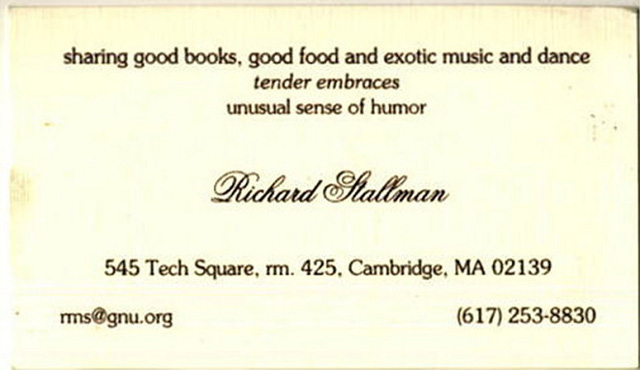 sharing good books, good food and exotic music and dance
tender embraces
unusual sense of humor
Richard Stallman
545 Tech Square, rm. 425, Cambridge, MA 02139
rms@gnu.org (617) 253-8830